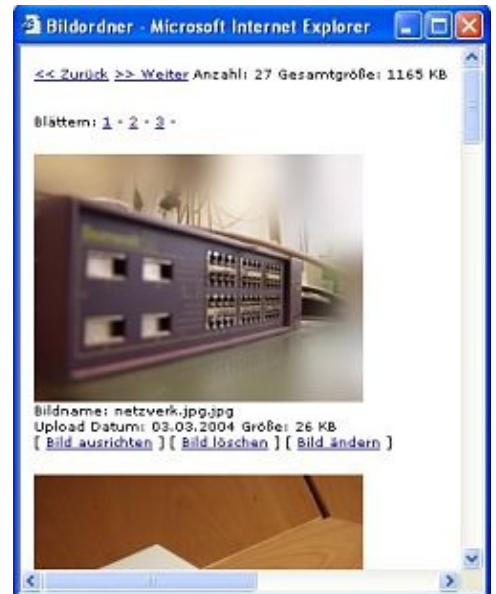 Bildordner - Microsoft Internet Explorer
<< Zurück >> Weiter Anzahl: 27 Gesamtgröße: 1165 KB
Blättern: 1 - 2 - 3 -
Bildname: netzverk.jpg.jpg
Upload Datum: 03.03.2004 Größe: 26 KB
[ Bild ausrichten ] [ Bild löschen ] [ Bild ändern ]